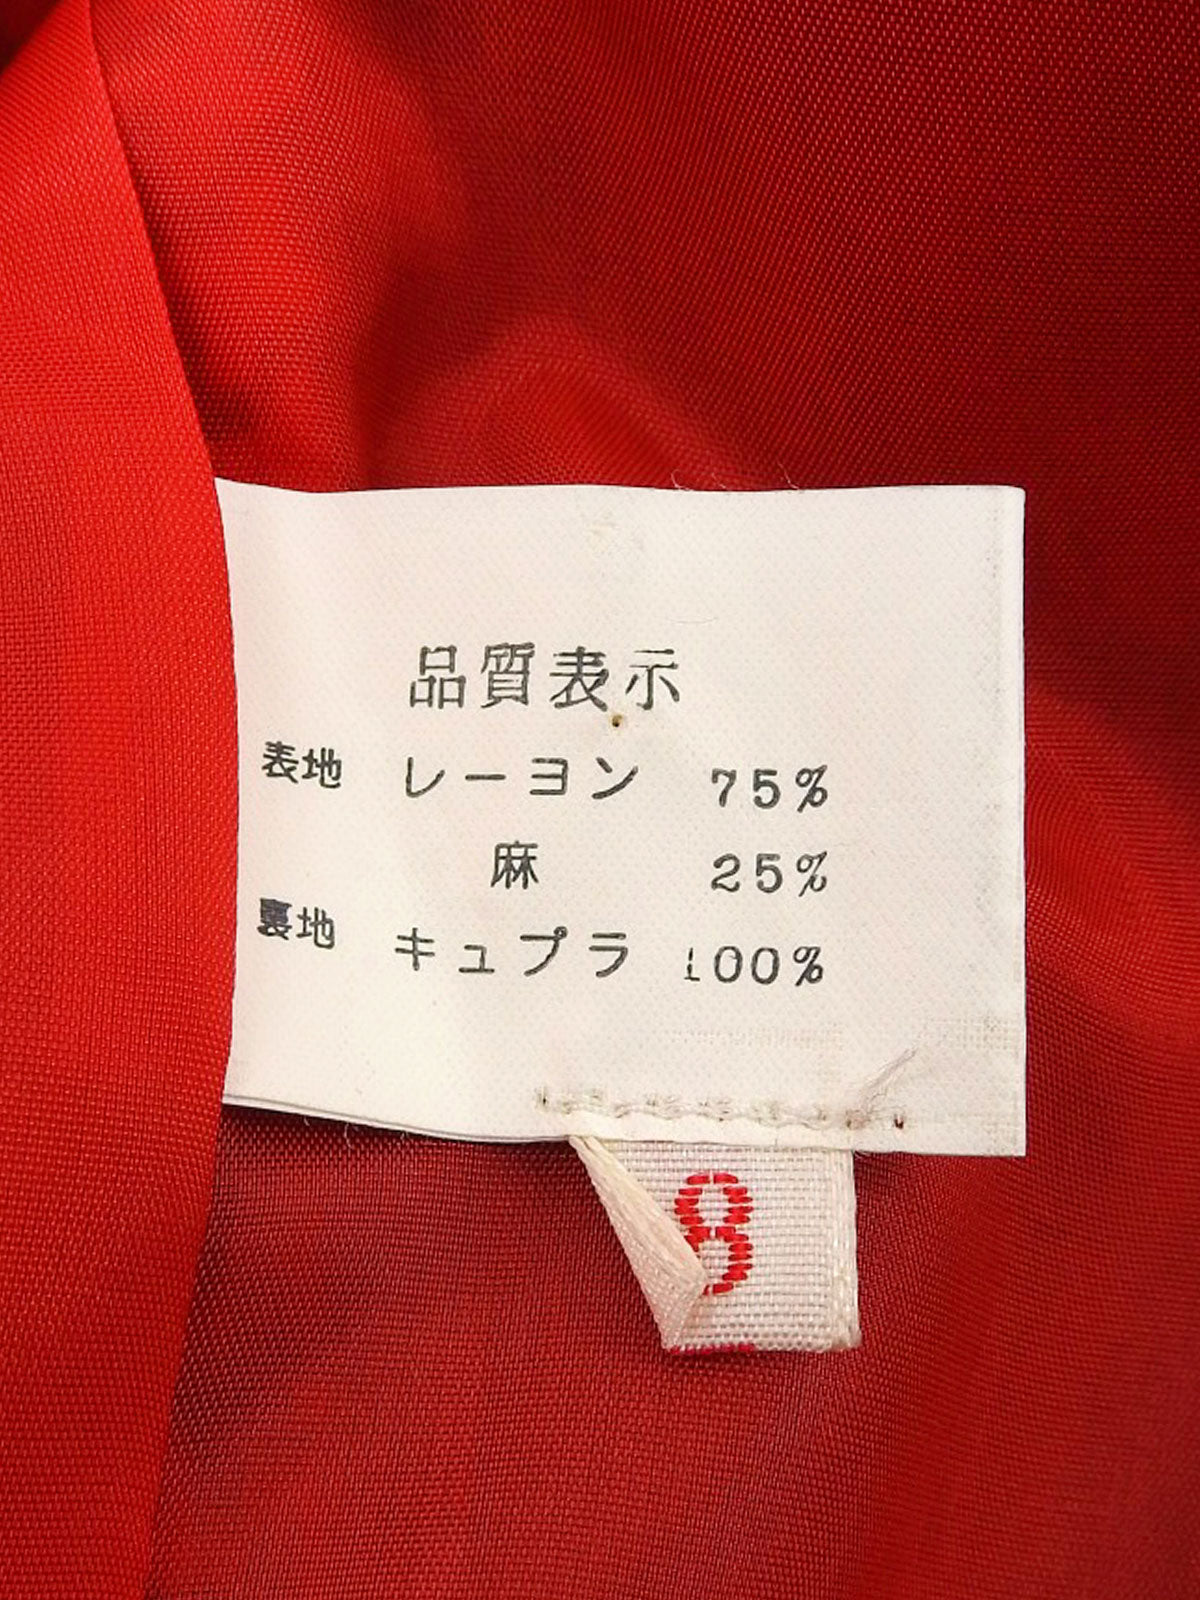 品質表示
表地 レーヨン 75%
麻 25%
裏地 キュプラ 100%
8